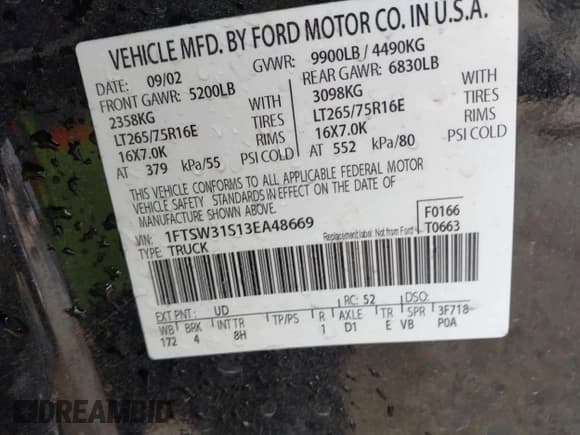 VEHICLE MFD. BY FORD MOTOR CO. IN U.S.A.
DATE: 09/02 GVWR: 9900LB / 4490KG
FRONT GAWR: 5200LB REAR GAWR: 6830LB
2358KG WITH 3098KG WITH
LT265/75R16E TIRES LT265/75R16E TIRES
16X7.0K RIMS 16X7.0K RIMS
AT 379 kPa/55 PSI COLD AT 552 kPa/80 PSI COLD
THIS VEHICLE CONFORMS TO ALL APPLICABLE FEDERAL MOTOR
VEHICLE SAFETY STANDARDS IN EFFECT ON THE DATE OF
MANUFACTURE SHOWN ABOVE.
VIN: 1FTSW31S13EA48669 Replacement label: Not from Ford F0166
TYPE: TRUCK T0663
EXT PNT: UD RC: 52 DSO:
WB BRK INT TR TP/PS R AXLE TR SPR 3F718-
172 4 8H 1 D1 E VB P0A
DREAMBID